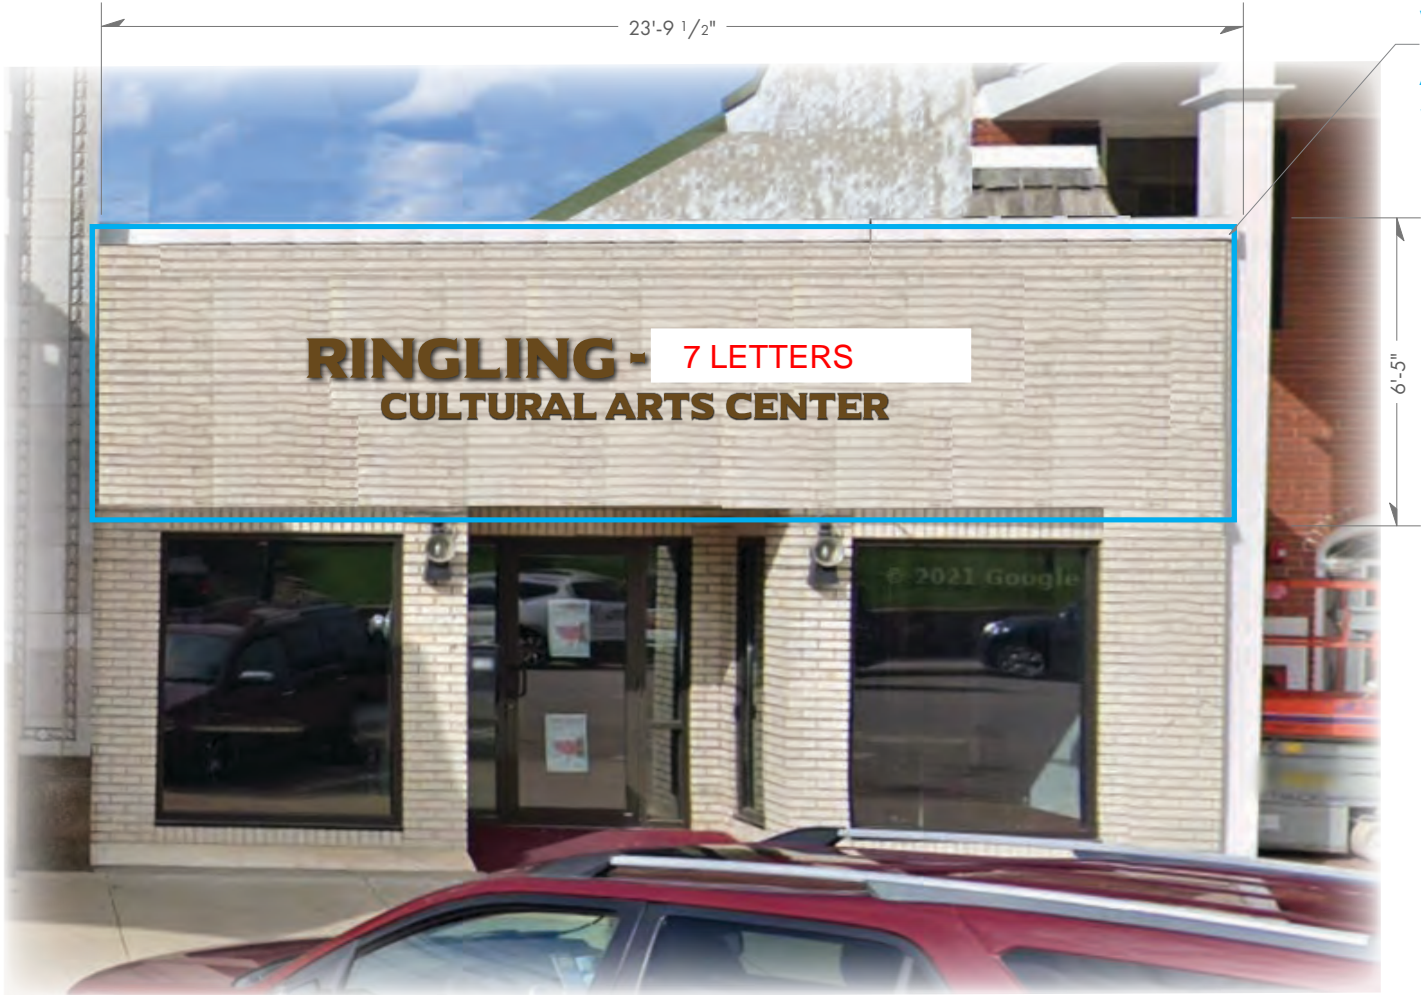 23'-9 1/2"
RINGLING - 7 LETTERS
CULTURAL ARTS CENTER
6'-5"
© 2021 Google